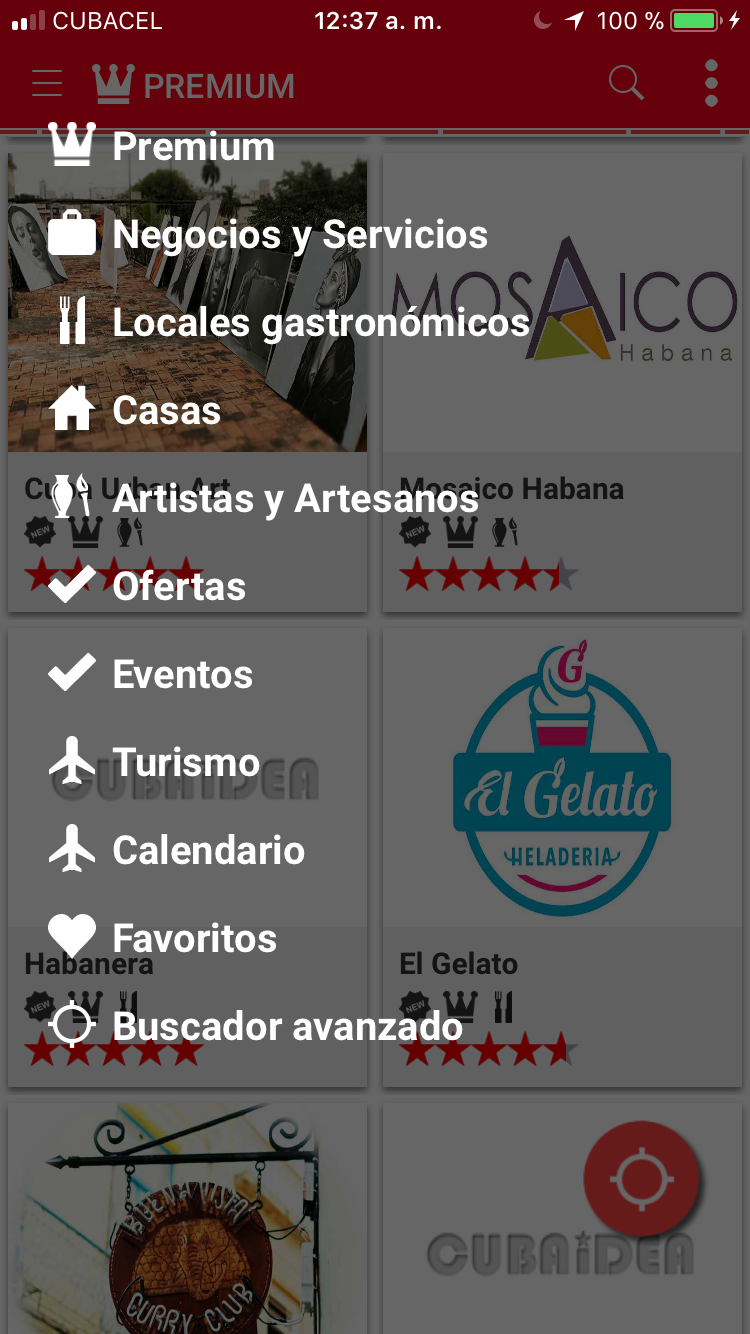 CUBACEL 12:37 a. m. 100 %
PREMIUM
Premium
Negocios y Servicios
Locales gastronómicos
Casas
Artistas y Artesanos
Ofertas
Eventos
Turismo
Calendario
Favoritos
Buscador avanzado
MOSAICO
Habana
Cuba Urban Art
Mosaico Habana
NEW
NEW
CUBAiDEA
G
El Gelato
HELADERIA
Habanera
El Gelato
NEW
NEW
BUENA VISTA
CURRY CLUB
CUBAiDEA